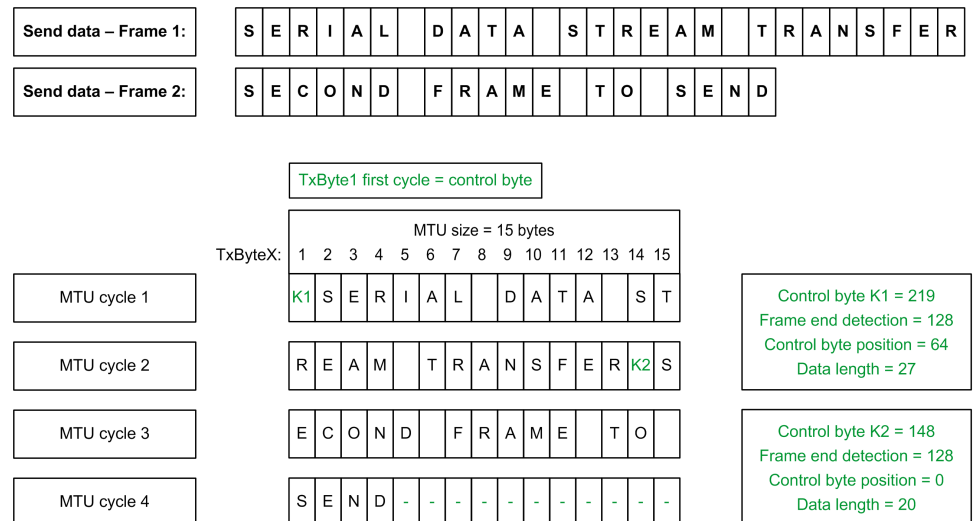 Send data – Frame 1: S E R I A L D A T A S T R E A M T R A N S F E R
Send data – Frame 2: S E C O N D F R A M E T O S E N D
TxByte1 first cycle = control byte
MTU size = 15 bytes
TxByteX: 1 2 3 4 5 6 7 8 9 10 11 12 13 14 15
MTU cycle 1 K1 S E R I A L D A T A S T
MTU cycle 2 R E A M T R A N S F E R K2 S
MTU cycle 3 E C O N D F R A M E T O
MTU cycle 4 S E N D - - - - - - - - - - -
Control byte K1 = 219
Frame end detection = 128
Control byte position = 64
Data length = 27
Control byte K2 = 148
Frame end detection = 128
Control byte position = 0
Data length = 20